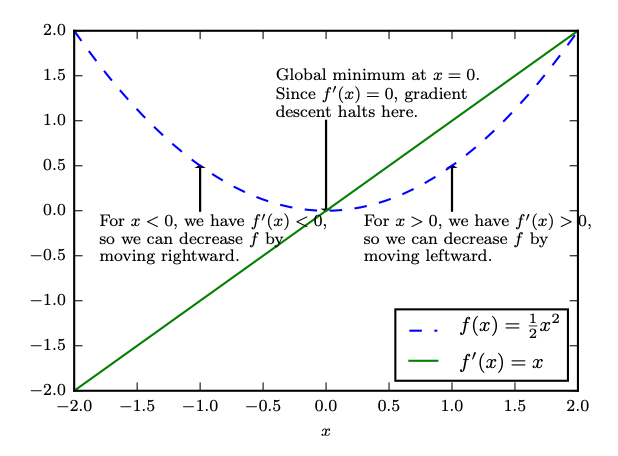 2.0
1.5
1.0
0.5
0.0
−0.5
−1.0
−1.5
−2.0
Global minimum at x = 0.
Since f′(x) = 0, gradient
descent halts here.
For x < 0, we have f′(x) < 0,
so we can decrease f by
moving rightward.
For x > 0, we have f′(x) > 0,
so we can decrease f by
moving leftward.
f(x) = ½x²
f′(x) = x
−2.0 −1.5 −1.0 −0.5 0.0 0.5 1.0 1.5 2.0
x